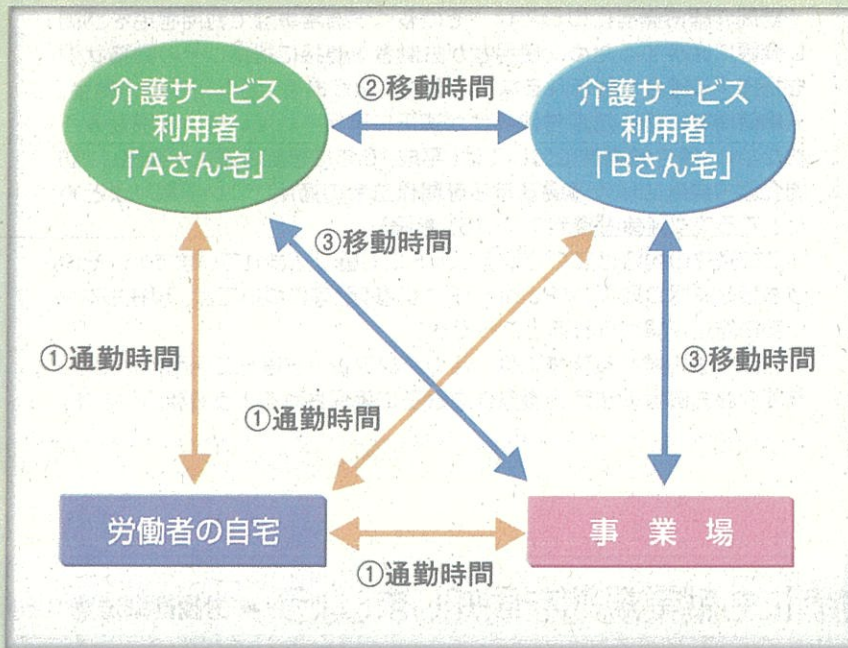 介護サービス
利用者
「Aさん宅」
②移動時間
介護サービス
利用者
「Bさん宅」
③移動時間
①通勤時間
③移動時間
①通勤時間
労働者の自宅
事業場
①通勤時間